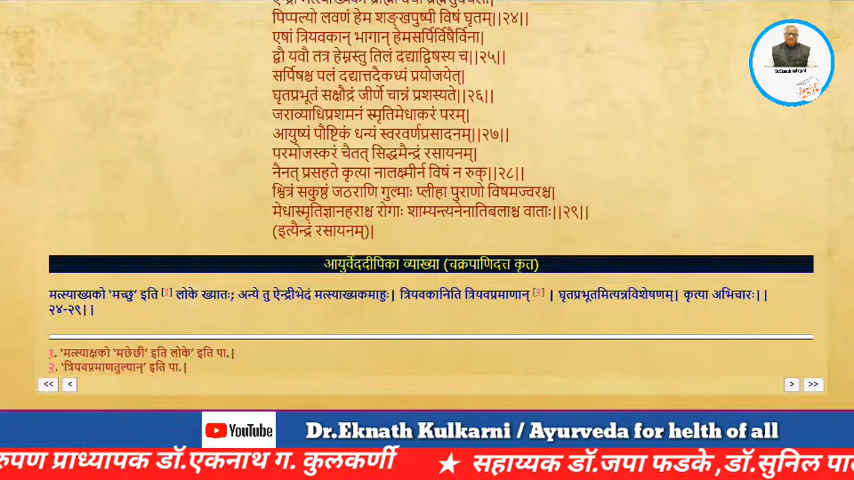 पिप्पल्यो लवणं हेम शङ्खपुष्पी विषं घृतम्||२४||
एषां त्रियवकान् भागान् हेमसर्पिर्विषैर्विना|
द्वौ यवौ तत्र हेम्नस्तु तिलं दद्याद्विषस्य च||२५||
सर्पिषश्च पलं दद्यात्तदैकध्यं प्रयोजयेत्|
घृतप्रभूतं सक्षौद्रं जीर्णे चान्नं प्रशस्यते||२६||
जराव्याधिप्रशमनं स्मृतिमेधाकरं परम्|
आयुष्यं पौष्टिकं धन्यं स्वरवर्णप्रसादनम्||२७||
परमोजस्करं चैतत् सिद्धमैन्द्रं रसायनम्|
नैनत् प्रसहते कृत्या नालक्ष्मीर्न विषं न रुक्||२८||
श्वित्रं सकुष्ठं जठराणि गुल्माः प्लीहा पुराणो विषमज्वरश्च|
मेधास्मृतिज्ञानहराश्च रोगाः शाम्यन्त्यनेनातिबलाश्च वाताः||२९||
(इत्यैन्द्रं रसायनम्)|
आयुर्वेददीपिका व्याख्या (चक्रपाणिदत्त कृत)
मत्स्याख्यको 'मच्छु' इति [१] लोके ख्यातः; अन्ये तु ऐन्द्रीभेदं मत्स्याख्यकमाहुः| त्रियवकानिति त्रियवप्रमाणान् [२] | घृतप्रभूतमित्यन्नविशेषणम्| कृत्या अभिचारः||
२४-२९||
१. 'मत्स्याक्षको 'मछेछी' इति लोके' इति पा.|
२. 'त्रियवप्रमाणतुल्यान्' इति पा.|
<< < > >>
YouTube Dr.Eknath Kulkarni / Ayurveda for helth of all
रुपण प्राध्यापक डॉ.एकनाथ ग. कुलकर्णी ★ सहाय्यक डॉ.जपा फडके ,डॉ.सुनिल पा